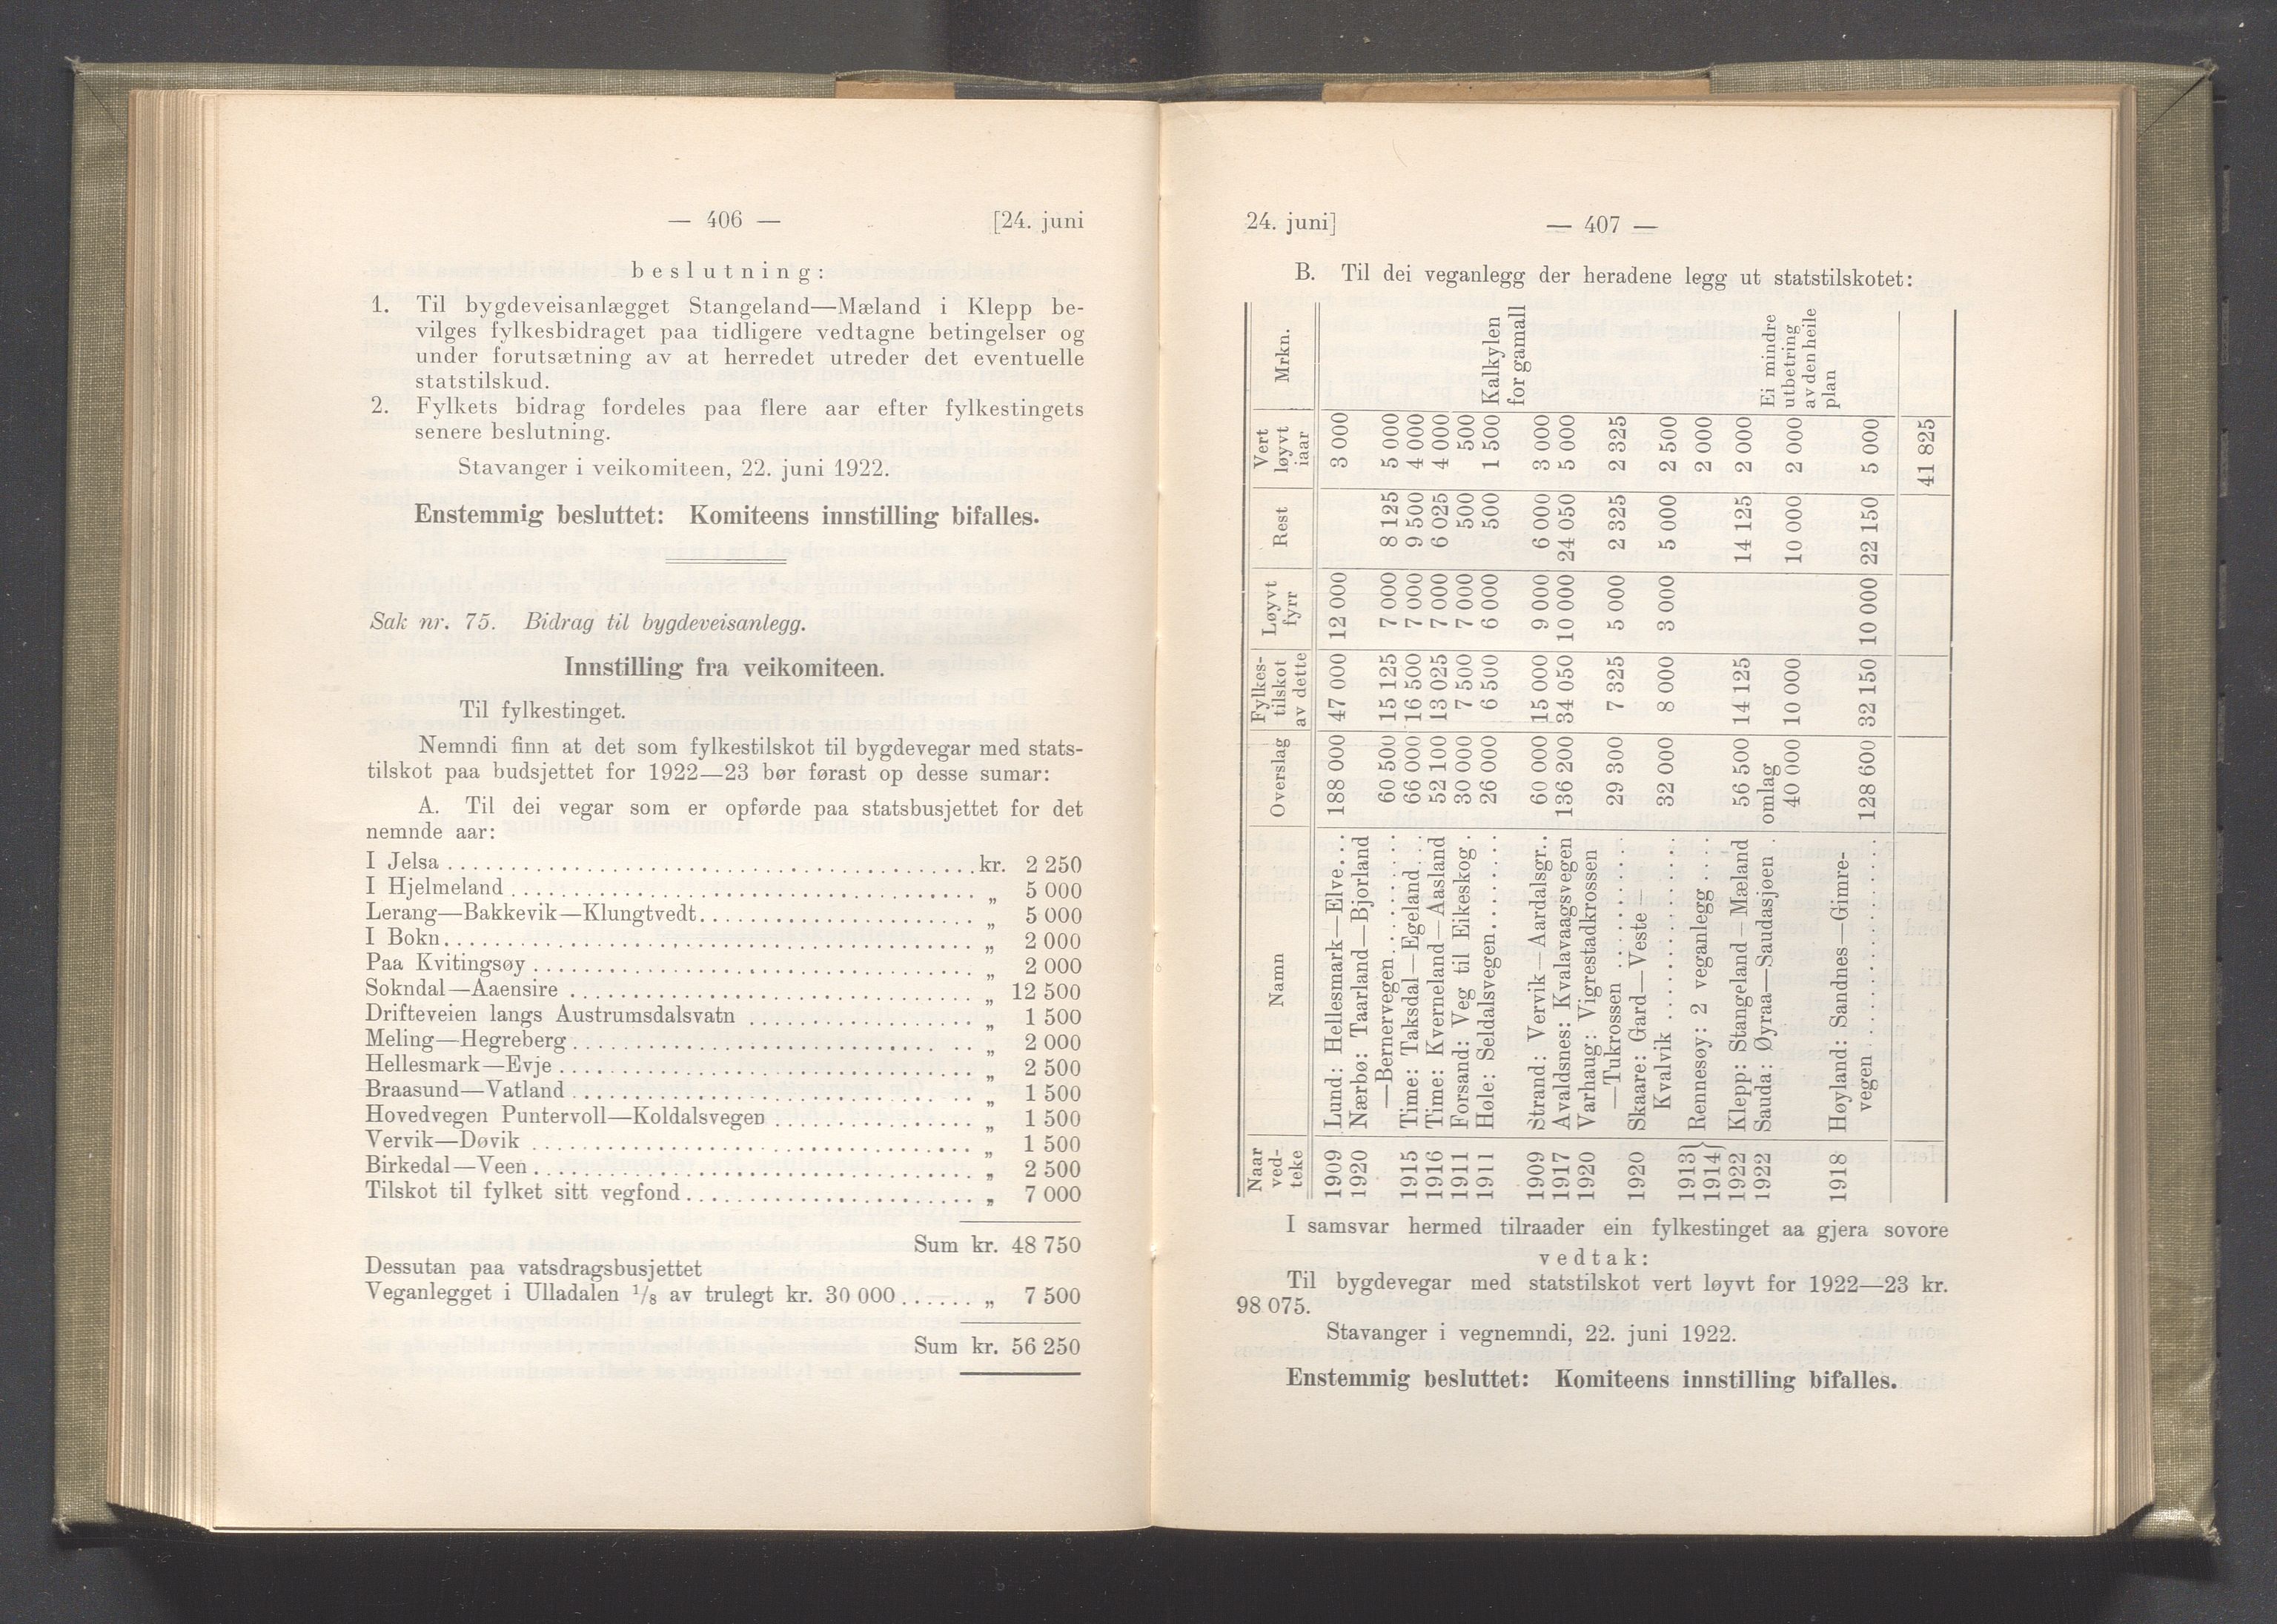 — 406 — [24. juni
beslutning:
1. Til bygdeveisanlægget Stangeland—Mæland i Klepp be-
vilges fylkesbidraget paa tidligere vedtagne betingelser og
under forutsætning av at herredet utreder det eventuelle
statstilskud.
2. Fylkets bidrag fordeles paa flere aar efter fylkestingets
senere beslutning.
Stavanger i veikomiteen, 22. juni 1922.
Enstemmig besluttet: Komiteens innstilling bifalles.
Sak nr. 75. Bidrag til bygdeveisanlegg.
Innstilling fra veikomiteen.
Til fylkestinget.
Nemndi finn at det som fylkestilskot til bygdevegar med stats-
tilskot paa budsjettet for 1922—23 bør førast op desse sumar:
A. Til dei vegar som er opførde paa statsbusjettet for det
nemnde aar:
I Jelsa ........ kr. 2 250
I Hjelmeland ........ „ 5 000
Lerang—Bakkevik—Klungtvedt ........ „ 5 000
I Bokn ........ „ 2 000
Paa Kvitingsøy ........ „ 2 000
Sokndal—Aaensire ........ „ 12 500
Drifteveien langs Austrumsdalsvatn ........ „ 1 500
Meling—Hegreberg ........ „ 2 000
Hellesmark—Evje ........ „ 2 500
Braasund—Vatland ........ „ 1 500
Hovedvegen Puntervoll—Koldalsvegen ........ „ 1 500
Vervik—Døvik ........ „ 1 500
Birkedal—Veen ........ „ 2 500
Tilskot til fylket sitt vegfond ........ „ 7 000
Sum kr. 48 750
Dessutan paa vatsdragsbusjettet
Veganlegget i Ulladalen 1/8 av trulegt kr. 30 000 ...... „ 7 500
Sum kr. 56 250
24. juni] — 407 —
B. Til dei veganlegg der heradene legg ut statstilskotet:
Naar ved-teke | Namn | Overslag | Fylkes-tilskot av dette | Løyvt fyrr | Rest | Vert løyvt iaar | Mrkn.
1909 Lund: Hellesmark—Elve... 188 000 47 000 12 000 3 000
1920 Nærbø: Taarland—Bjorland
—Bernervegen ........ 60 500 15 125 7 000 8 125 5 000
1915 Time: Taksdal—Egeland ... 66 000 16 500 7 000 9 500 4 000
1916 Time: Kverneland—Aasland 52 100 13 025 7 000 6 025 4 000
1911 Forsand: Veg til Eikeskog . 30 000 7 500 7 000 500 500
1911 Høle: Seldalsvegen ........ 26 000 6 500 6 000 500 1 500 Kalkylen
for gamall
1909 Strand: Vervik—Aardalsgr.. 60 000 15 000 9 000 6 000 3 000
1917 Avaldsnes: Kvalavaagsvegen 136 200 34 050 10 000 24 050 5 000
1920 Varhaug: Vigrestadkrossen
—Tukrossen ........ 29 300 7 325 5 000 2 325 2 325
1920 Skaare: Gard—Veste—
Kvalvik ........ 32 000 8 000 3 000 5 000 2 500
1913} Rennesøy: 2 veganlegg ... 2 000
1914}
1922 Klepp: Stangeland—Mæland 56 500 14 125 14 125 2 000
1922 Sauda: Øyraa—Saudasjøen . omlag Ei mindre
40 000 10 000 10 000 2 000 utbetring
av den heile
plan
1918 Høyland: Sandnes—Gimre-
vegen ........ 128 600 32 150 10 000 22 150 5 000
41 825
I samsvar hermed tilraader ein fylkestinget aa gjera sovore
vedtak:
Til bygdevegar med statstilskot vert løyvt for 1922—23 kr.
98 075.
Stavanger i vegnemndi, 22. juni 1922.
Enstemmig besluttet: Komiteens innstilling bifalles.